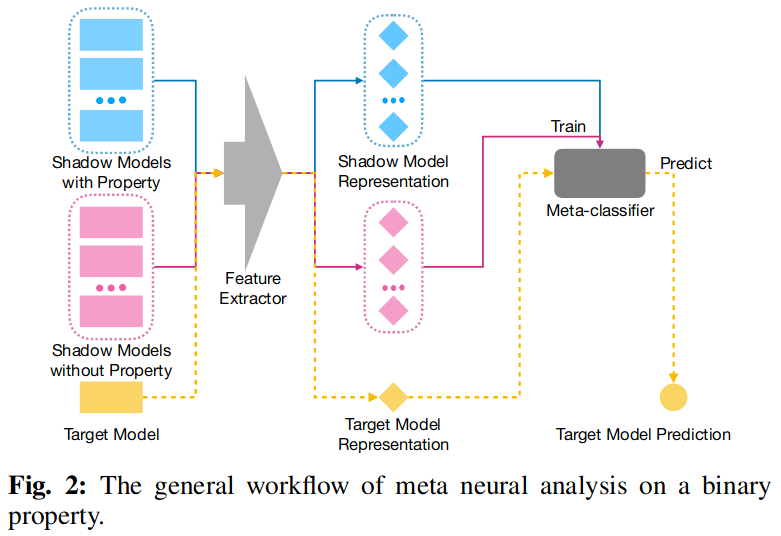 Shadow Models
with Property
Shadow Models
without Property
Target Model
Feature
Extractor
Shadow Model
Representation
Target Model
Representation
Train
Predict
Meta-classifier
Target Model Prediction
Fig. 2: The general workflow of meta neural analysis on a binary
property.